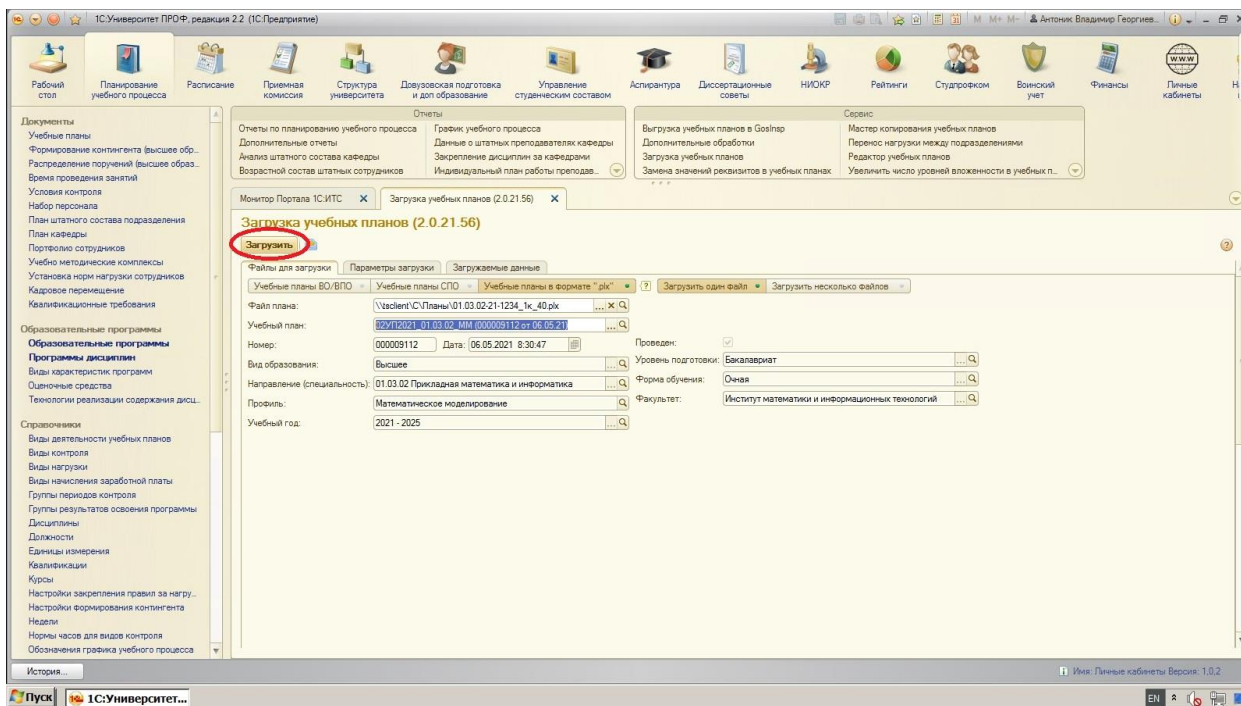 1С:Университет ПРОФ, редакция 2.2 (1С:Предприятие)
M M+ M- Антоник Владимир Георгиев...
Рабочий стол
Планирование учебного процесса
Расписание
Приемная комиссия
Структура университета
Довузовская подготовка и доп образование
Управление студенческим составом
Аспирантура
Диссертационные советы
НИОКР
Рейтинги
Студпрофком
Воинский учет
Финансы
Личные кабинеты
Документы
Учебные планы
Формирование контингента (высшее обр...
Распределение поручений (высшее образ...
Время проведения занятий
Условия контроля
Набор персонала
План штатного состава подразделения
План кафедры
Портфолио сотрудников
Учебно методические комплексы
Установка норм нагрузки сотрудников
Кадровое перемещение
Квалификационные требования
Образовательные программы
Образовательные программы
Программы дисциплин
Виды характеристик программ
Оценочные средства
Технологии реализации содержания дисц...
Справочники
Виды деятельности учебных планов
Виды контроля
Виды нагрузки
Виды начисления заработной платы
Группы периодов контроля
Группы результатов освоения программы
Дисциплины
Должности
Единицы измерения
Квалификации
Курсы
Настройки закрепления правил за нагру...
Настройки формирования контингента
Недели
Нормы часов для видов контроля
Обозначения графика учебного процесса
Отчеты
Отчеты по планированию учебного процесса
График учебного процесса
Дополнительные отчеты
Данные о штатных преподавателях кафедры
Анализ штатного состава кафедры
Закрепление дисциплин за кафедрами
Возрастной состав штатных сотрудников
Индивидуальный план работы преподав...
Сервис
Выгрузка учебных планов в GosInsp
Мастер копирования учебных планов
Дополнительные обработки
Перенос нагрузки между подразделениями
Загрузка учебных планов
Редактор учебных планов
Замена значений реквизитов в учебных планах
Увеличить число уровней вложенности в учебных п...
Монитор Портала 1С:ИТС
Загрузка учебных планов (2.0.21.56)
Загрузка учебных планов (2.0.21.56)
Загрузить
Файлы для загрузки
Параметры загрузки
Загружаемые данные
Учебные планы ВО/ВПО
Учебные планы СПО
Учебные планы в формате ".plx"
?
Загрузить один файл
Загрузить несколько файлов
Файл плана: \\tsclient\C\Планы\01.03.02-21-1234_1к_40.plx
Учебный план: 02УП2021_01.03.02_ММ (000009112 от 06.05.21)
Номер: 000009112 Дата: 06.05.2021 8:30:47 Проведен:
Вид образования: Высшее Уровень подготовки: Бакалавриат
Направление (специальность): 01.03.02 Прикладная математика и информатика Форма обучения: Очная
Профиль: Математическое моделирование Факультет: Институт математики и информационных технологий
Учебный год: 2021 - 2025
История...
Имя: Личные кабинеты Версия: 1,0,2
Пуск
1С:Университет...
EN